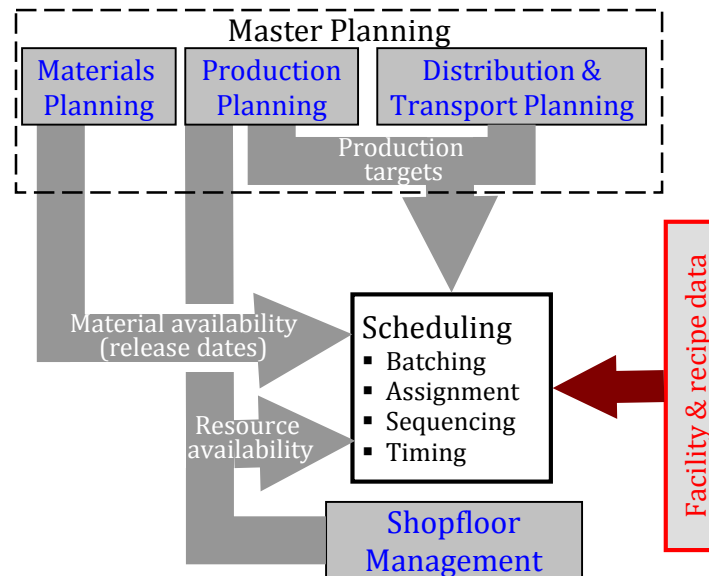 Master Planning
Materials
Planning
Production
Planning
Distribution &
Transport Planning
Production
targets
Material availability
(release dates)
Resource
availability
Scheduling
▪ Batching
▪ Assignment
▪ Sequencing
▪ Timing
Facility & recipe data
Shopfloor
Management